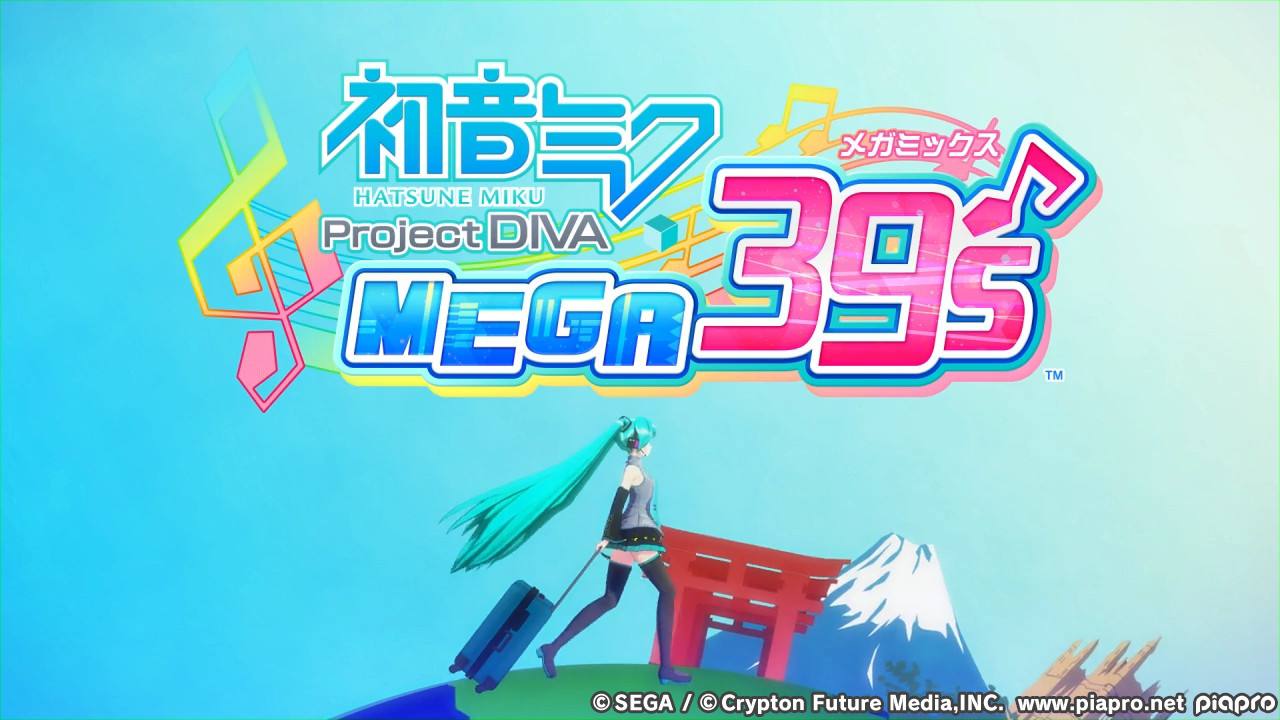 初音ミク
HATSUNE MIKU
Project DIVA
メガミックス
MEGA39's
TM
©SEGA / ©Crypton Future Media,INC. www.piapro.net piapro